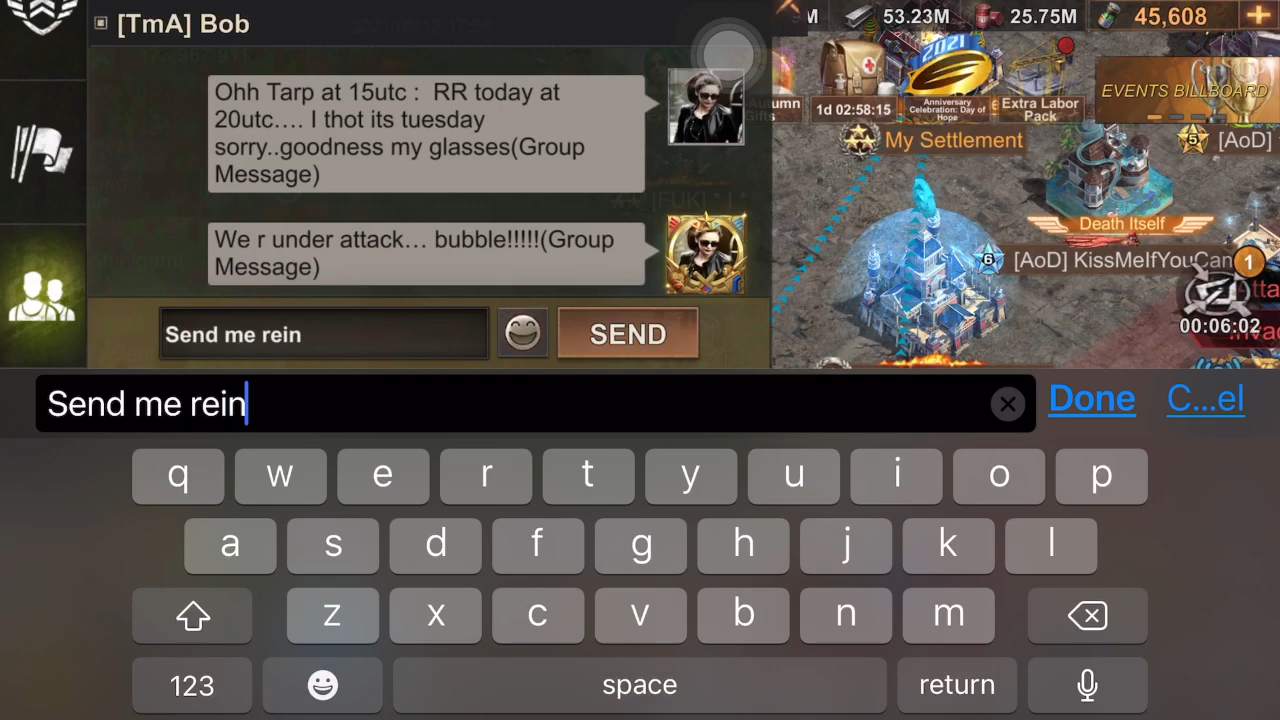 [TmA] Bob
Ohh Tarp at 15utc : RR today at
20utc.... I thot its tuesday
sorry..goodness my glasses(Group
Message)
We r under attack... bubble!!!!!(Group
Message)
Send me rein
SEND
M
53.23M
25.75M
45,608
2021
Autumn
Gifts
1d 02:58:15
Anniversary
Celebration: Day of
Hope
Extra Labor
Pack
EVENTS BILLBOARD
My Settlement
5
[AoD]
Death Itself
6
[AoD] KissMeIfYouCan
1
00:06:02
Send me rein
Done
C...el
q w e r t y u i o p
a s d f g h j k l
z x c v b n m
123
space
return